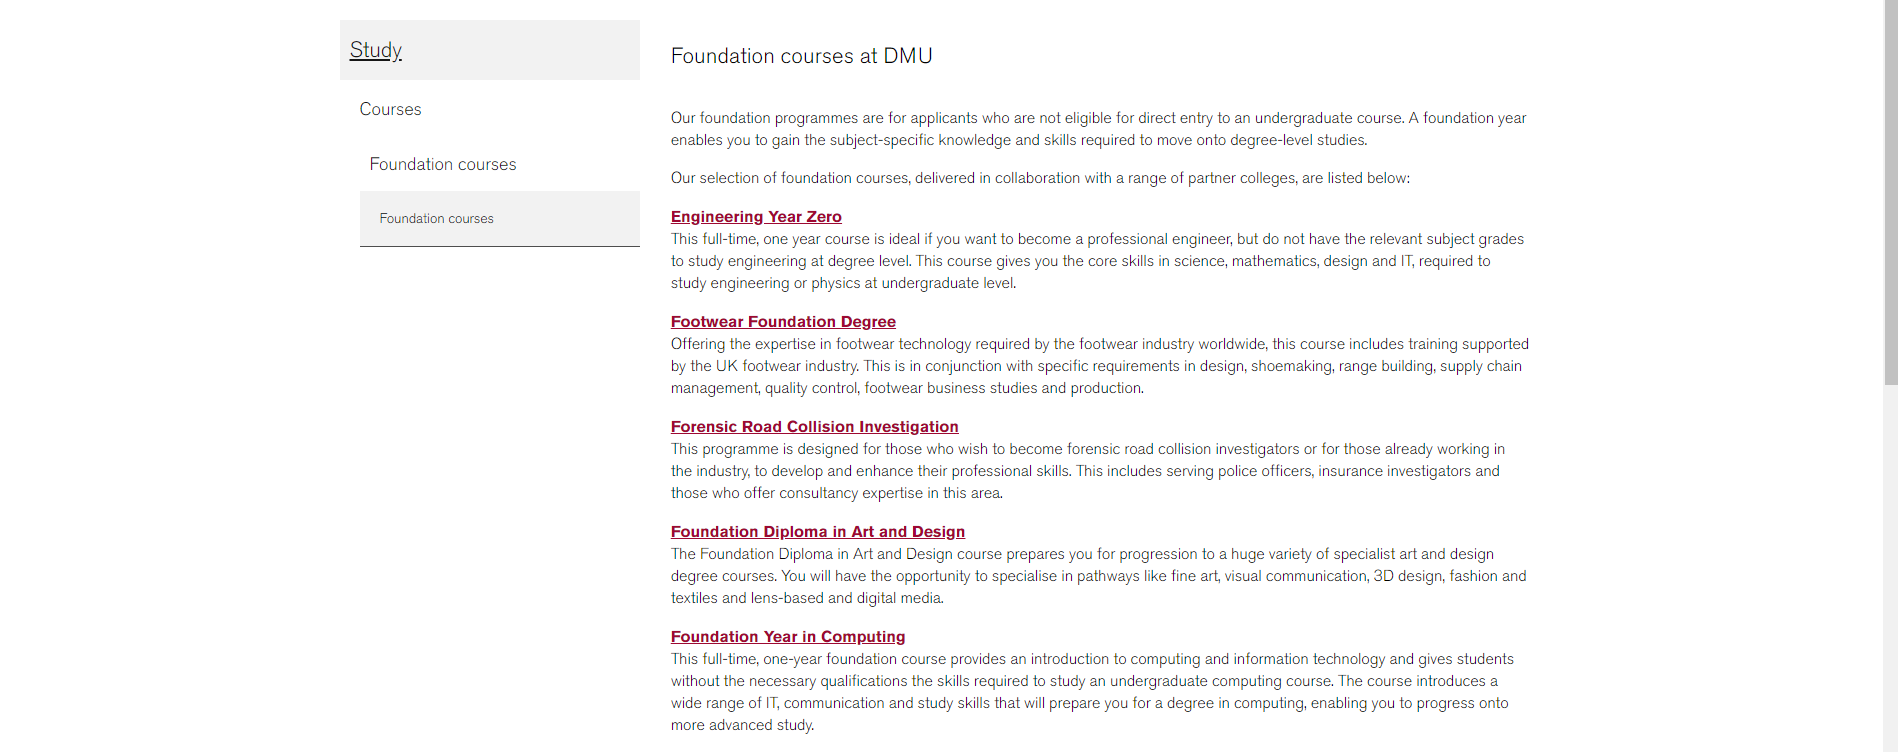 Study
Courses
Foundation courses
Foundation courses
Foundation courses at DMU
Our foundation programmes are for applicants who are not eligible for direct entry to an undergraduate course. A foundation year
enables you to gain the subject-specific knowledge and skills required to move onto degree-level studies.
Our selection of foundation courses, delivered in collaboration with a range of partner colleges, are listed below:
Engineering Year Zero
This full-time, one year course is ideal if you want to become a professional engineer, but do not have the relevant subject grades
to study engineering at degree level. This course gives you the core skills in science, mathematics, design and IT, required to
study engineering or physics at undergraduate level.
Footwear Foundation Degree
Offering the expertise in footwear technology required by the footwear industry worldwide, this course includes training supported
by the UK footwear industry. This is in conjunction with specific requirements in design, shoemaking, range building, supply chain
management, quality control, footwear business studies and production.
Forensic Road Collision Investigation
This programme is designed for those who wish to become forensic road collision investigators or for those already working in
the industry, to develop and enhance their professional skills. This includes serving police officers, insurance investigators and
those who offer consultancy expertise in this area.
Foundation Diploma in Art and Design
The Foundation Diploma in Art and Design course prepares you for progression to a huge variety of specialist art and design
degree courses. You will have the opportunity to specialise in pathways like fine art, visual communication, 3D design, fashion and
textiles and lens-based and digital media.
Foundation Year in Computing
This full-time, one-year foundation course provides an introduction to computing and information technology and gives students
without the necessary qualifications the skills required to study an undergraduate computing course. The course introduces a
wide range of IT, communication and study skills that will prepare you for a degree in computing, enabling you to progress onto
more advanced study.